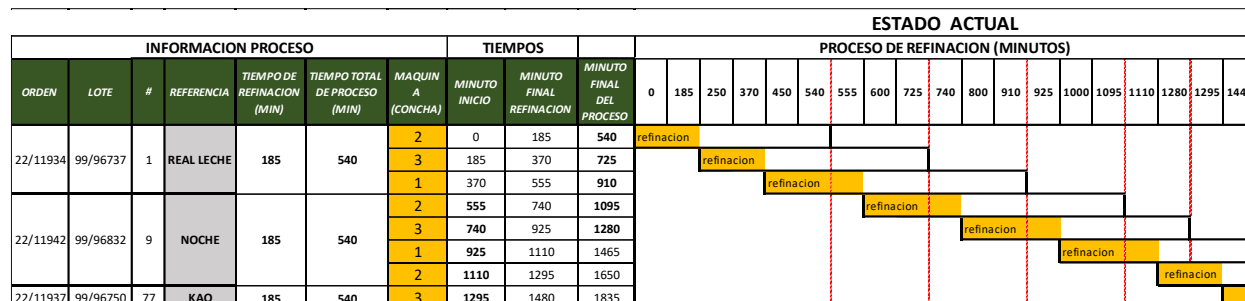 ESTADO ACTUAL
INFORMACION PROCESO TIEMPOS PROCESO DE REFINACION (MINUTOS)
ORDEN LOTE # REFERENCIA TIEMPO DE REFINACION (MIN) TIEMPO TOTAL DE PROCESO (MIN) MAQUIN A (CONCHA) MINUTO INICIO MINUTO FINAL REFINACION MINUTO FINAL DEL PROCESO 0 185 250 370 450 540 555 600 725 740 800 910 925 1000 1095 1110 1280 1295 144
22/11934 99/96737 1 REAL LECHE 185 540 2 0 185 540 refinacion
3 185 370 725 refinacion
1 370 555 910 refinacion
22/11942 99/96832 9 NOCHE 185 540 2 555 740 1095 refinacion
3 740 925 1280 refinacion
1 925 1110 1465 refinacion
2 1110 1295 1650 refinacion
22/11937 99/96750 77 KAO 185 540 3 1295 1480 1835